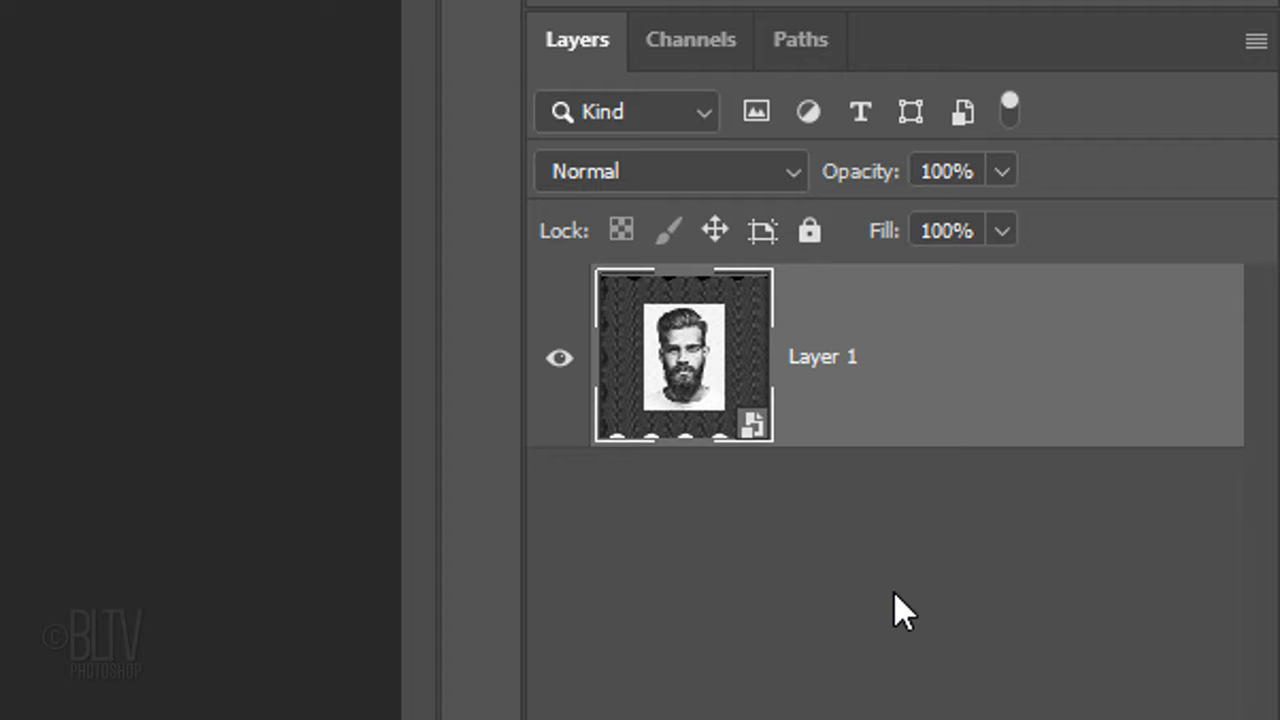 Layers Channels Paths
Kind
Normal Opacity: 100%
Lock: Fill: 100%
Layer 1
©BLTV
PHOTOSHOP